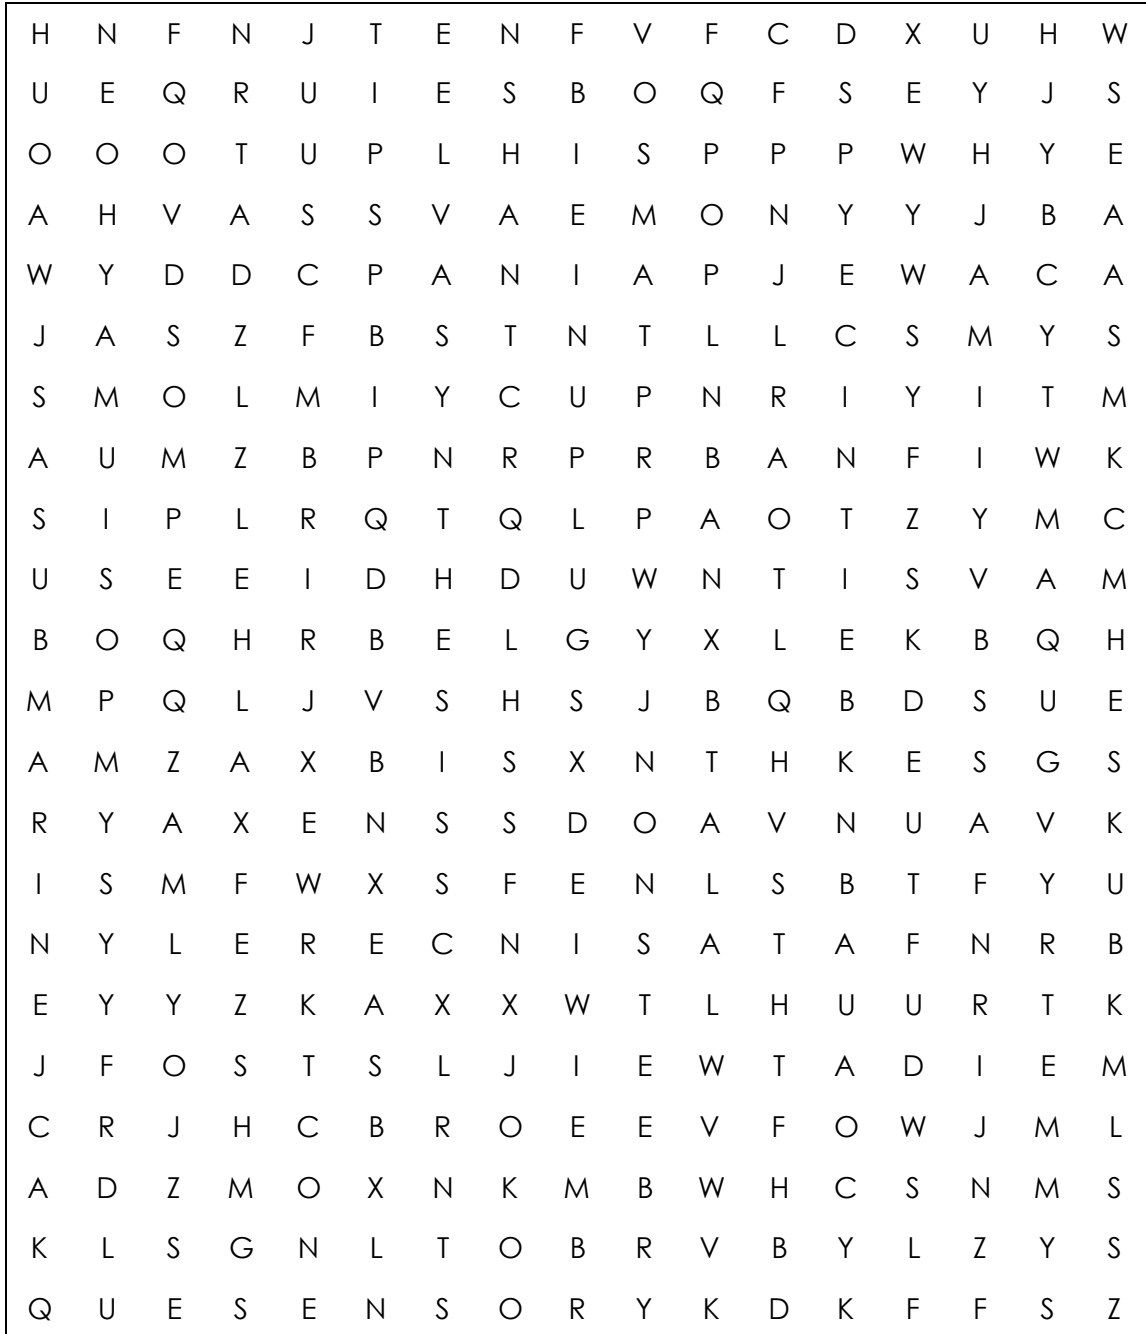 H N F N J T E N F V F C D X U H W
U E Q R U I E S B O Q F S E Y J S
O O O T U P L H I S P P P W H Y E
A H V A S S V A E M O N Y Y J B A
W Y D D C P A N I A P J E W A C A
J A S Z F B S T N T L L C S M Y S
S M O L M I Y C U P N R I Y I T M
A U M Z B P N R P R B A N F I W K
S I P L R Q T Q L P A O T Z Y M C
U S E E I D H D U W N T I S V A M
B O Q H R B E L G Y X L E K B Q H
M P Q L J V S H S J B Q B D S U E
A M Z A X B I S X N T H K E S G S
R Y A X E N S S D O A V N U A V K
I S M F W X S F E N L S B T F Y U
N Y L E R E C N I S A T A F N R B
E Y Y Z K A X X W T L H U U R T K
J F O S T S L J I E W T A D I E M
C R J H C B R O E E V F O W J M L
A D Z M O X N K M B W H C S N M S
K L S G N L T O B R V B Y L Z Y S
Q U E S E N S O R Y K D K F F S Z